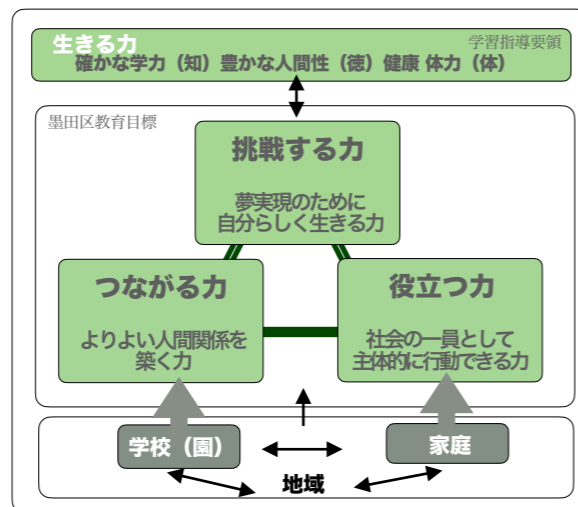 生きる力
学習指導要領
確かな学力（知）豊かな人間性（徳）健康 体力（体）
墨田区教育目標
挑戦する力
夢実現のために
自分らしく生きる力
つながる力
よりよい人間関係を
築く力
役立つ力
社会の一員として
主体的に行動できる力
学校（園）
家庭
地域